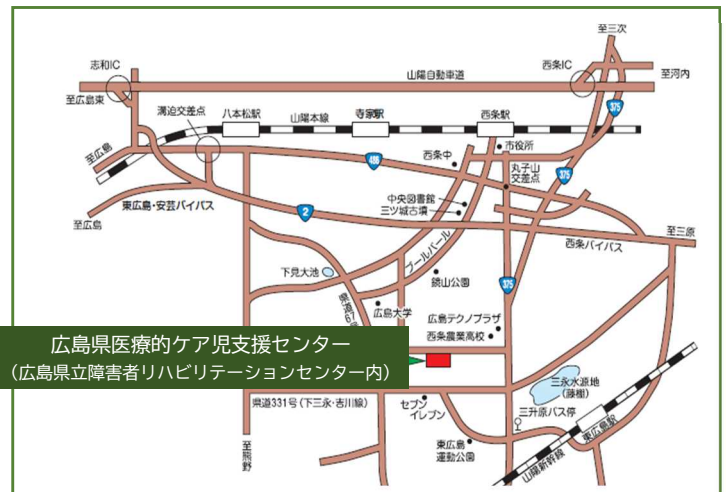 至三次
志和IC
西条IC
山陽自動車道
至河内
至広島東
375
溝迫交差点
八本松駅
山陽本線
寺家駅
西条駅
市役所
至広島
西条中
486
丸子山
交差点
375
中央図書館
三ツ城古墳
東広島・安芸バイパス
2
至広島
至三原
西条バイパス
ブールバール
下見大池
鏡山公園
375
県道67号
広島大学
広島テクノプラザ
西条農業高校
広島県医療的ケア児支援センター
(広島県立障害者リハビリテーションセンター内)
三永水源地
(藤棚)
県道331号(下三永・吉川線)
セブン
イレブン
三升原バス停
東広島駅
至熊野
東広島
運動公園
山陽新幹線